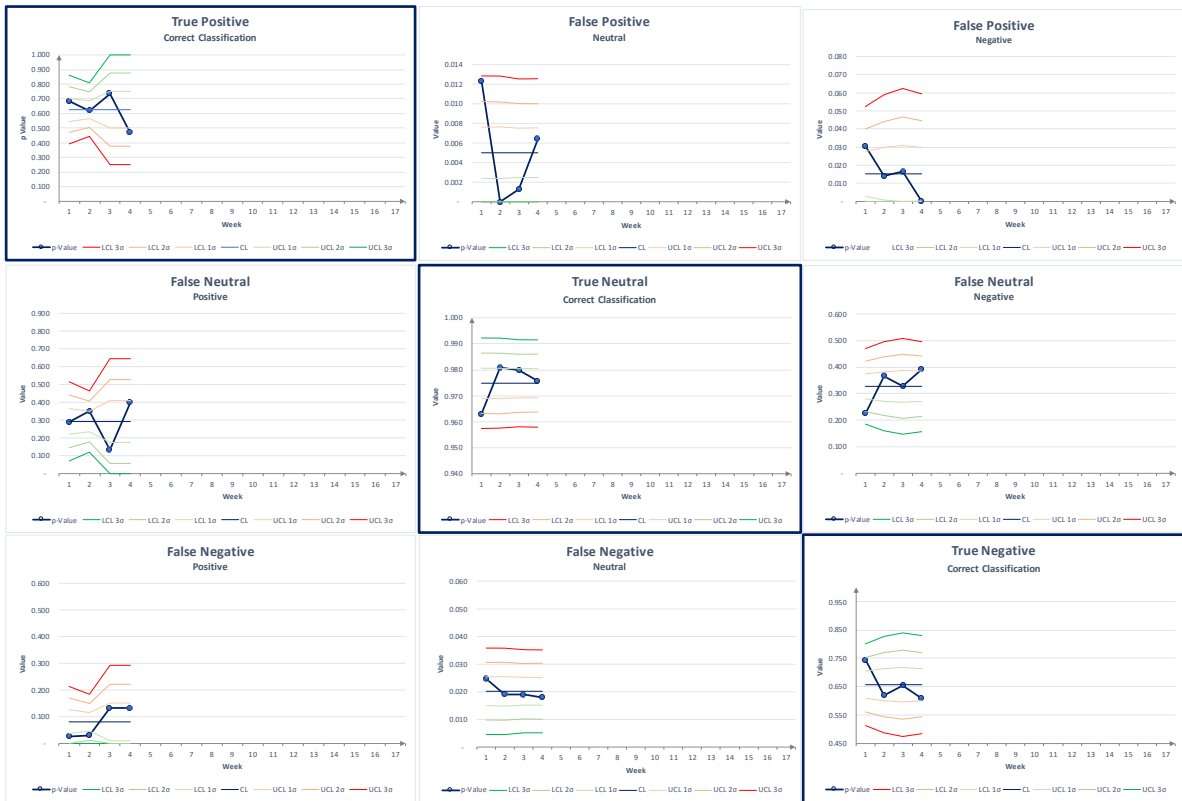 True Positive
Correct Classification
1.000
0.900
0.800
0.700
0.600
0.500
0.400
0.300
0.200
0.100
-
p Value
1 2 3 4 5 6 7 8 9 10 11 12 13 14 15 16 17
Week
p-Value LCL 3σ LCL 2σ LCL 1σ CL UCL 1σ UCL 2σ UCL 3σ
False Positive
Neutral
0.014
0.012
0.010
0.008
0.006
0.004
0.002
-
Value
1 2 3 4 5 6 7 8 9 10 11 12 13 14 15 16 17
Week
p-Value LCL 3σ LCL 2σ LCL 1σ CL UCL 1σ UCL 2σ UCL 3σ
False Positive
Negative
0.080
0.070
0.060
0.050
0.040
0.030
0.020
0.010
-
Value
1 2 3 4 5 6 7 8 9 10 11 12 13 14 15 16 17
Week
p-Value LCL 3σ LCL 2σ LCL 1σ CL UCL 1σ UCL 2σ UCL 3σ
False Neutral
Positive
0.900
0.800
0.700
0.600
0.500
0.400
0.300
0.200
0.100
-
Value
1 2 3 4 5 6 7 8 9 10 11 12 13 14 15 16 17
Week
p-Value LCL 3σ LCL 2σ LCL 1σ CL UCL 1σ UCL 2σ UCL 3σ
True Neutral
Correct Classification
1.000
0.990
0.980
0.970
0.960
0.950
0.940
Value
1 2 3 4 5 6 7 8 9 10 11 12 13 14 15 16 17
Week
p-Value LCL 3σ LCL 2σ LCL 1σ CL UCL 1σ UCL 2σ UCL 3σ
False Neutral
Negative
0.600
0.500
0.400
0.300
0.200
0.100
-
Value
1 2 3 4 5 6 7 8 9 10 11 12 13 14 15 16 17
Week
p-Value LCL 3σ LCL 2σ LCL 1σ CL UCL 1σ UCL 2σ UCL 3σ
False Negative
Positive
0.600
0.500
0.400
0.300
0.200
0.100
-
Value
1 2 3 4 5 6 7 8 9 10 11 12 13 14 15 16 17
Week
p-Value LCL 3σ LCL 2σ CL UCL 1σ UCL 2σ UCL 3σ
False Negative
Neutral
0.060
0.050
0.040
0.030
0.020
0.010
-
Value
1 2 3 4 5 6 7 8 9 10 11 12 13 14 15 16 17
Week
p-Value LCL 3σ LCL 2σ LCL 1σ CL UCL 1σ UCL 2σ UCL 3σ
True Negative
Correct Classification
0.950
0.850
0.750
0.650
0.550
0.450
Value
1 2 3 4 5 6 7 8 9 10 11 12 13 14 15 16 17
Week
p-Value LCL 3σ LCL 2σ LCL 1σ CL UCL 1σ UCL 2σ UCL 3σ